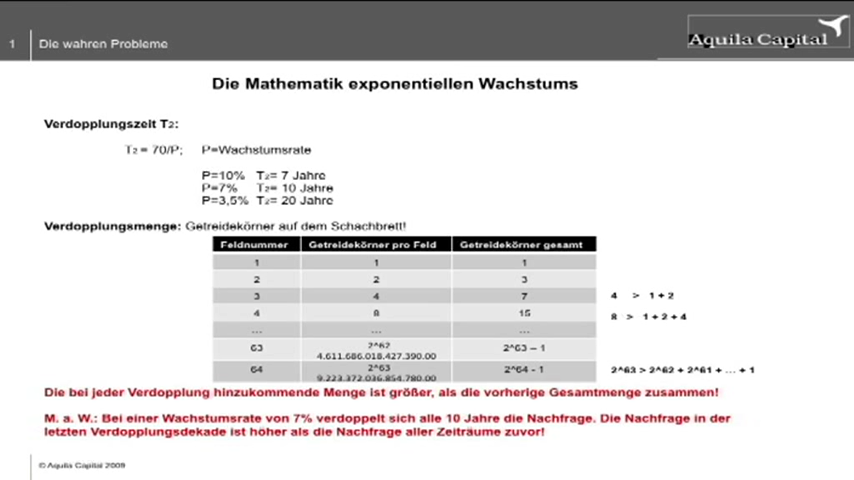 1 Die wahren Probleme
Aquila Capital
Die Mathematik exponentiellen Wachstums
Verdopplungszeit T2:
T2 = 70/P; P=Wachstumsrate
P=10% T2= 7 Jahre
P=7% T2= 10 Jahre
P=3,5% T2= 20 Jahre
Verdopplungsmenge: Getreidekörner auf dem Schachbrett!
Feldnummer Getreidekörner pro Feld Getreidekörner gesamt
1 1 1
2 2 3
3 4 7 4 > 1 + 2
4 8 15 8 > 1 + 2 + 4
... ... ...
63 2^62 2^63 – 1
4.611.686.018.427.390.00
64 2^63 2^64 - 1 2^63 > 2^62 + 2^61 + ... + 1
9.223.372.036.854.780.00
Die bei jeder Verdopplung hinzukommende Menge ist größer, als die vorherige Gesamtmenge zusammen!
M. a. W.: Bei einer Wachstumsrate von 7% verdoppelt sich alle 10 Jahre die Nachfrage. Die Nachfrage in der
letzten Verdopplungsdekade ist höher als die Nachfrage aller Zeiträume zuvor!
© Aquila Capital 2009